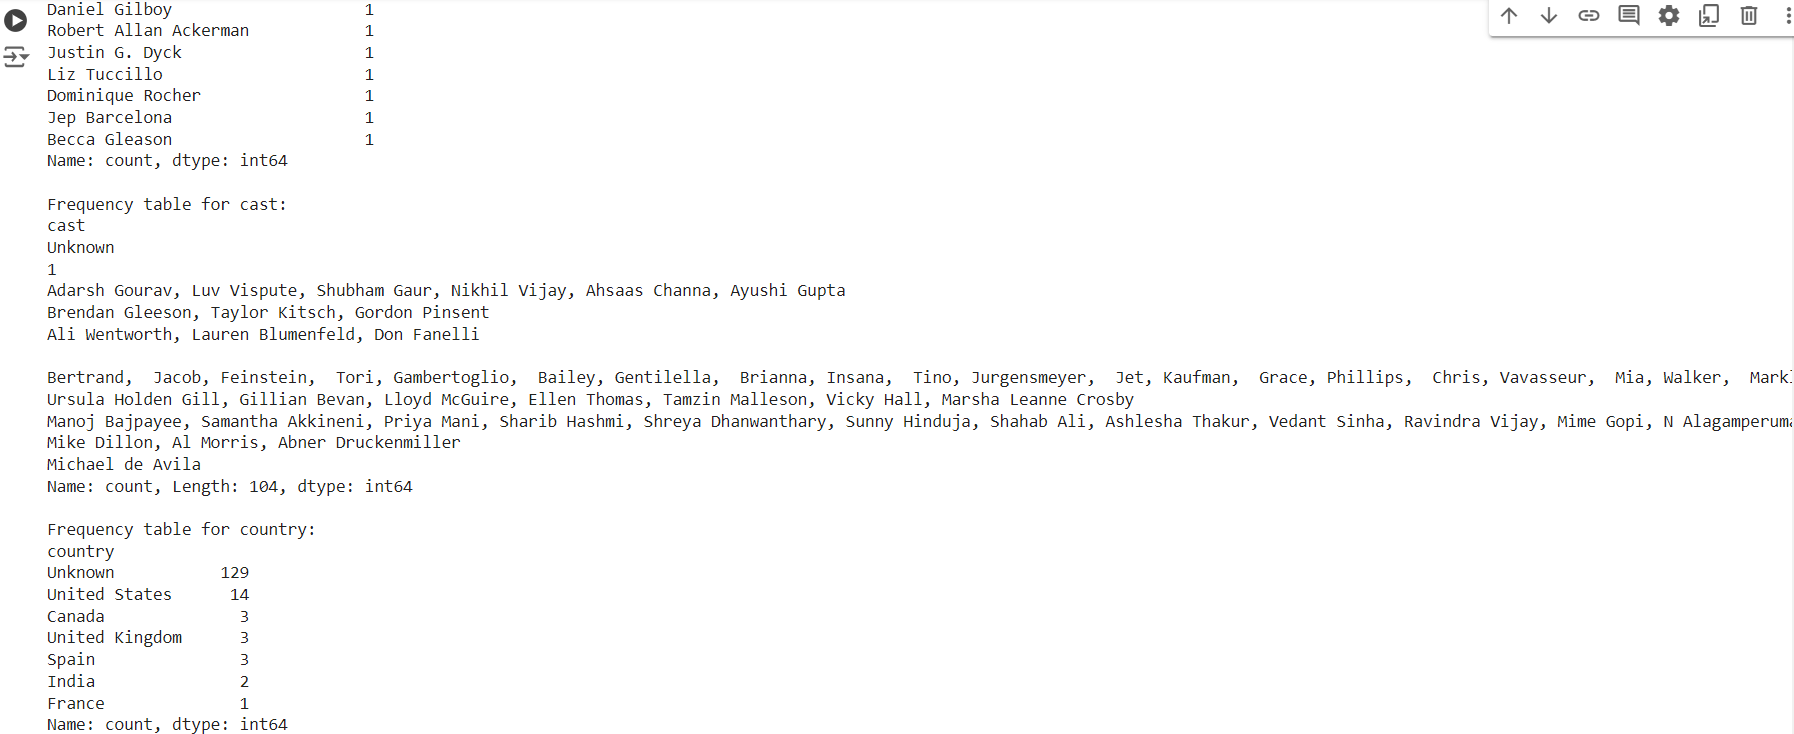 Daniel Gilboy 1
Robert Allan Ackerman 1
Justin G. Dyck 1
Liz Tuccillo 1
Dominique Rocher 1
Jep Barcelona 1
Becca Gleason 1
Name: count, dtype: int64
Frequency table for cast:
cast
Unknown
1
Adarsh Gourav, Luv Vispute, Shubham Gaur, Nikhil Vijay, Ahsaas Channa, Ayushi Gupta
Brendan Gleeson, Taylor Kitsch, Gordon Pinsent
Ali Wentworth, Lauren Blumenfeld, Don Fanelli
Bertrand,  Jacob, Feinstein,  Tori, Gambertoglio,  Bailey, Gentilella,  Brianna, Insana,  Tino, Jurgensmeyer,  Jet, Kaufman,  Grace, Phillips,  Chris, Vavasseur,  Mia, Walker,  Mark
Ursula Holden Gill, Gillian Bevan, Lloyd McGuire, Ellen Thomas, Tamzin Malleson, Vicky Hall, Marsha Leanne Crosby
Manoj Bajpayee, Samantha Akkineni, Priya Mani, Sharib Hashmi, Shreya Dhanwanthary, Sunny Hinduja, Shahab Ali, Ashlesha Thakur, Vedant Sinha, Ravindra Vijay, Mime Gopi, N Alagamperuma
Mike Dillon, Al Morris, Abner Druckenmiller
Michael de Avila
Name: count, Length: 104, dtype: int64
Frequency table for country:
country
Unknown 129
United States 14
Canada 3
United Kingdom 3
Spain 3
India 2
France 1
Name: count, dtype: int64